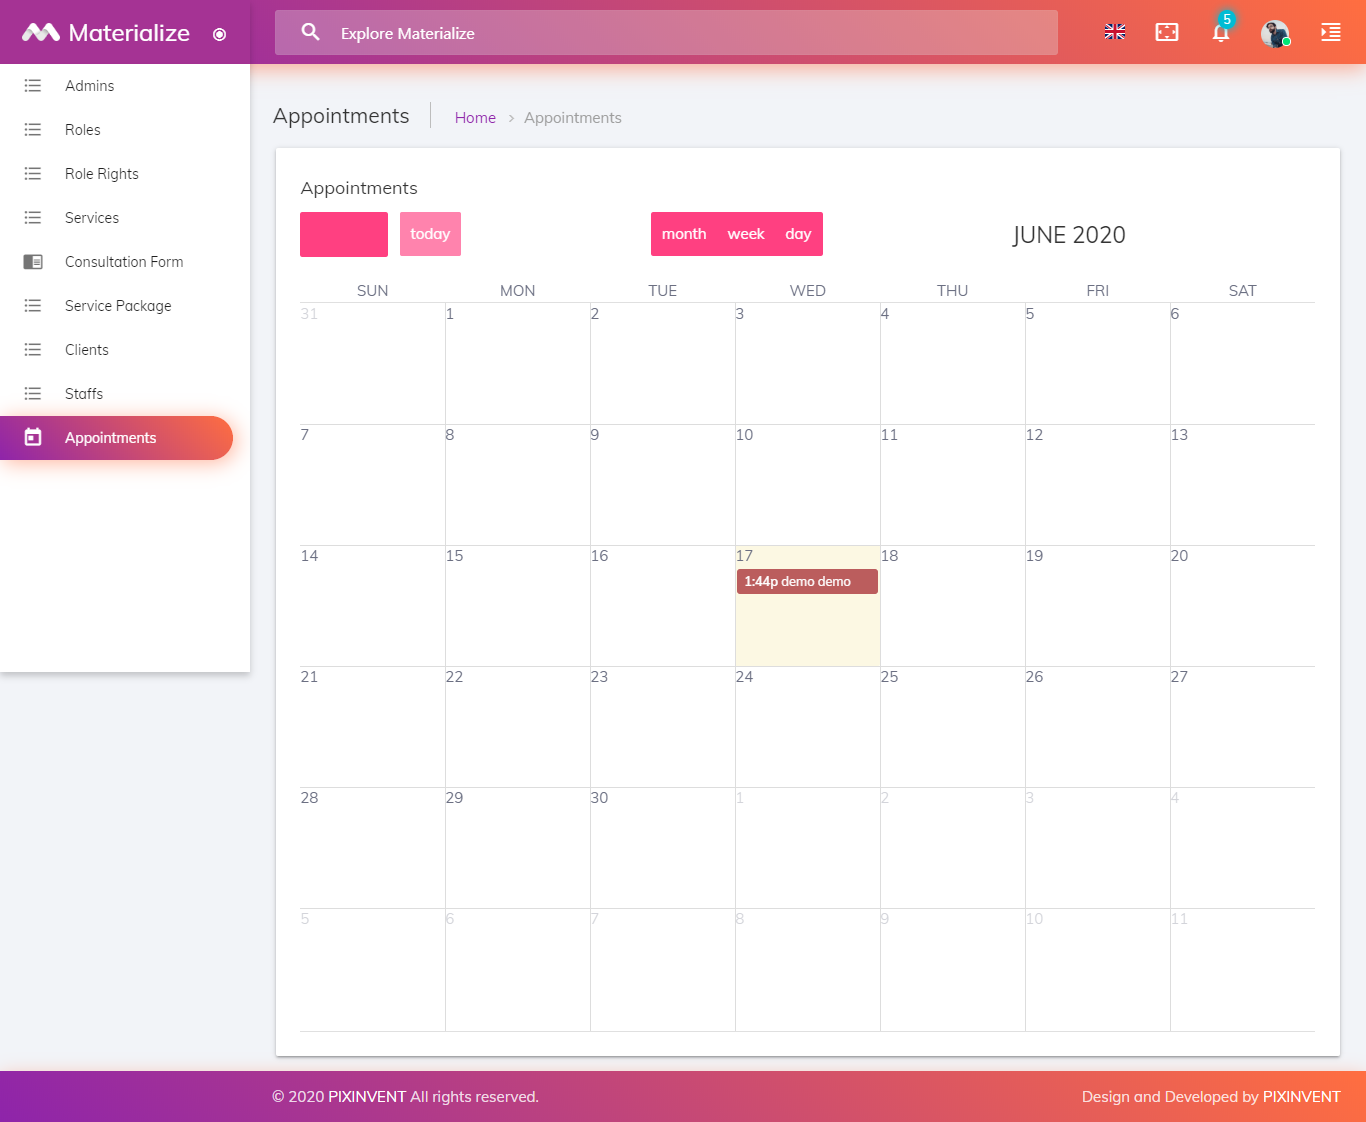 Materialize
Explore Materialize
5
Admins
Roles
Role Rights
Services
Consultation Form
Service Package
Clients
Staffs
Appointments
Appointments
Home > Appointments
Appointments
today
month week day
JUNE 2020
SUN MON TUE WED THU FRI SAT
31 1 2 3 4 5 6
7 8 9 10 11 12 13
14 15 16 17 18 19 20
1:44p demo demo
21 22 23 24 25 26 27
28 29 30 1 2 3 4
5 6 7 8 9 10 11
© 2020 PIXINVENT All rights reserved.
Design and Developed by PIXINVENT